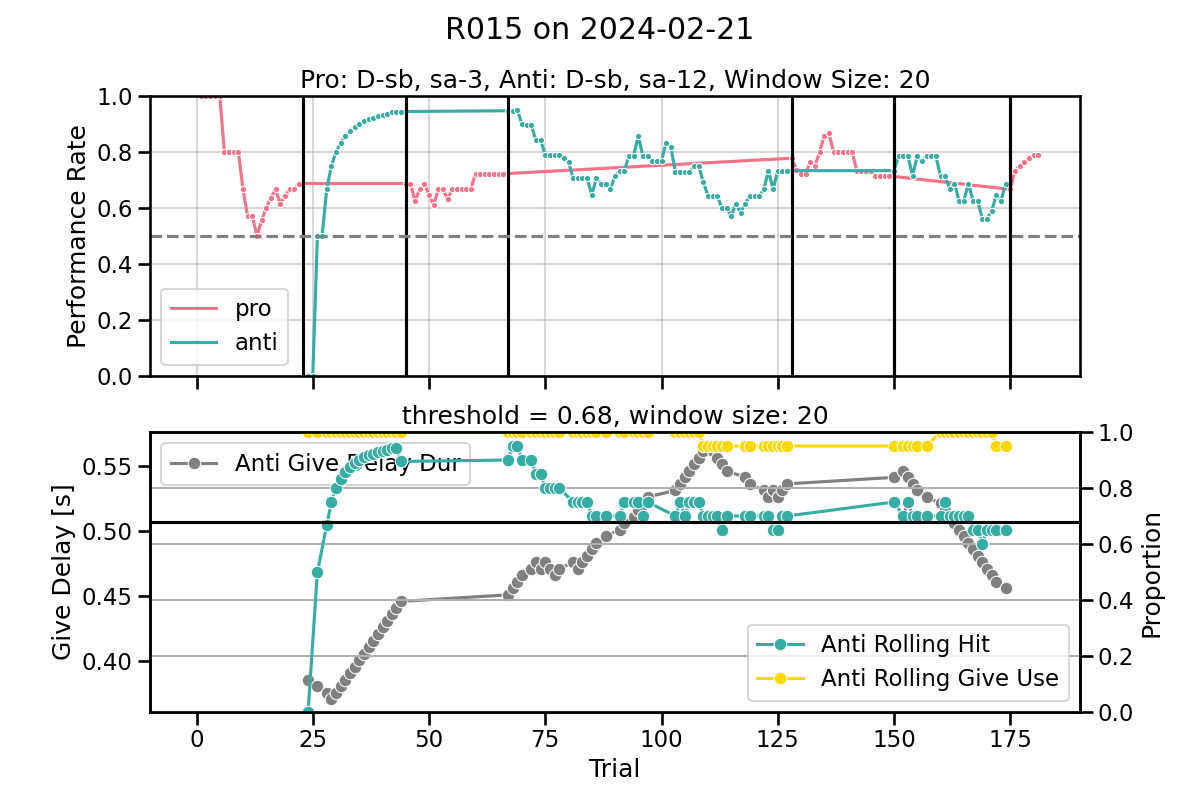 R015 on 2024-02-21
Pro: D-sb, sa-3, Anti: D-sb, sa-12, Window Size: 20
1.0
0.8
0.6
0.4
0.2
0.0
Performance Rate
pro
anti
threshold = 0.68, window size: 20
0.55
0.50
0.45
0.40
Give Delay [s]
Anti Give Delay Dur
1.0
0.8
0.6
0.4
0.2
0.0
Proportion
Anti Rolling Hit
Anti Rolling Give Use
0 25 50 75 100 125 150 175
Trial